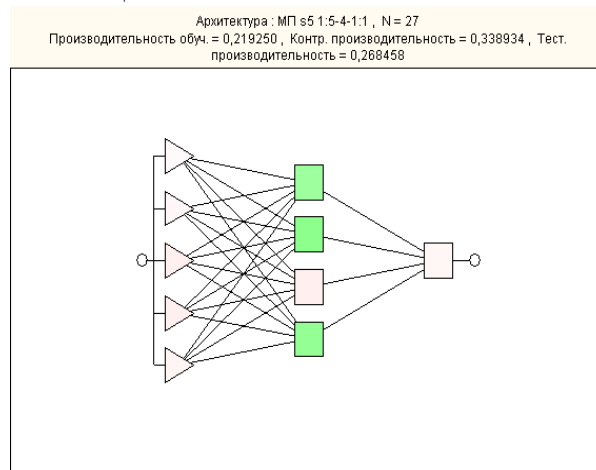 Архитектура : МП s5 1:5-4-1:1 , N = 27
Производительность обуч. = 0,219250 , Контр. производительность = 0,338934 , Тест.
производительность = 0,268458